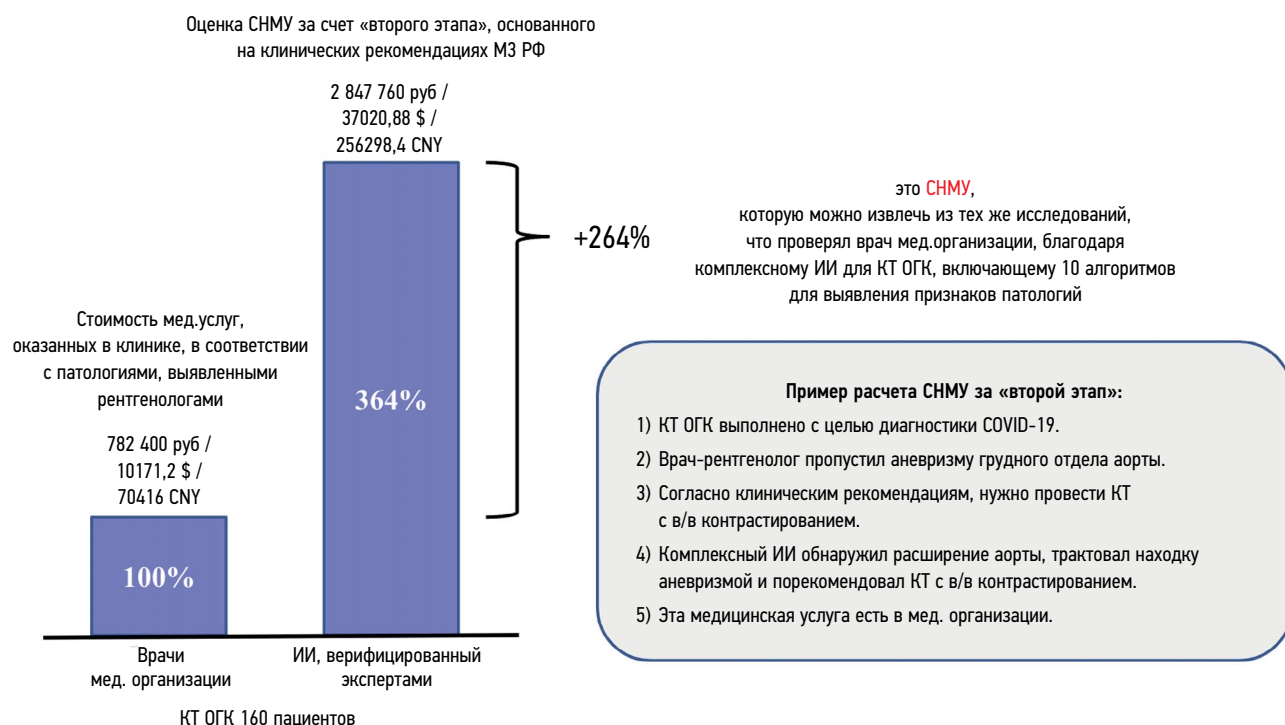 Оценка СНМУ за счет «второго этапа», основанного
на клинических рекомендациях МЗ РФ
2 847 760 руб /
37020,88 $ /
256298,4 CNY
+264%
это СНМУ,
которую можно извлечь из тех же исследований,
что проверял врач мед.организации, благодаря
комплексному ИИ для КТ ОГК, включающему 10 алгоритмов
для выявления признаков патологий
Стоимость мед.услуг,
оказанных в клинике, в соответствии
с патологиями, выявленными
рентгенологами
782 400 руб /
10171,2 $ /
70416 CNY
100%
364%
Врачи
мед. организации
ИИ, верифицированный
экспертами
КТ ОГК 160 пациентов
Пример расчета СНМУ за «второй этап»:
1) КТ ОГК выполнено с целью диагностики COVID-19.
2) Врач-рентгенолог пропустил аневризму грудного отдела аорты.
3) Согласно клиническим рекомендациям, нужно провести КТ
с в/в контрастированием.
4) Комплексный ИИ обнаружил расширение аорты, трактовал находку
аневризмой и порекомендовал КТ с в/в контрастированием.
5) Эта медицинская услуга есть в мед. организации.